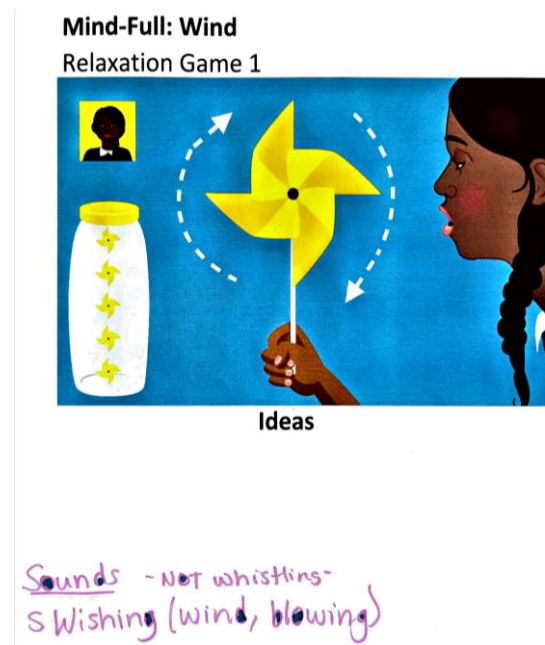 Mind-Full: Wind
Relaxation Game 1
Ideas
Sounds - NOT whistling-
SWishing (wind, blowing)